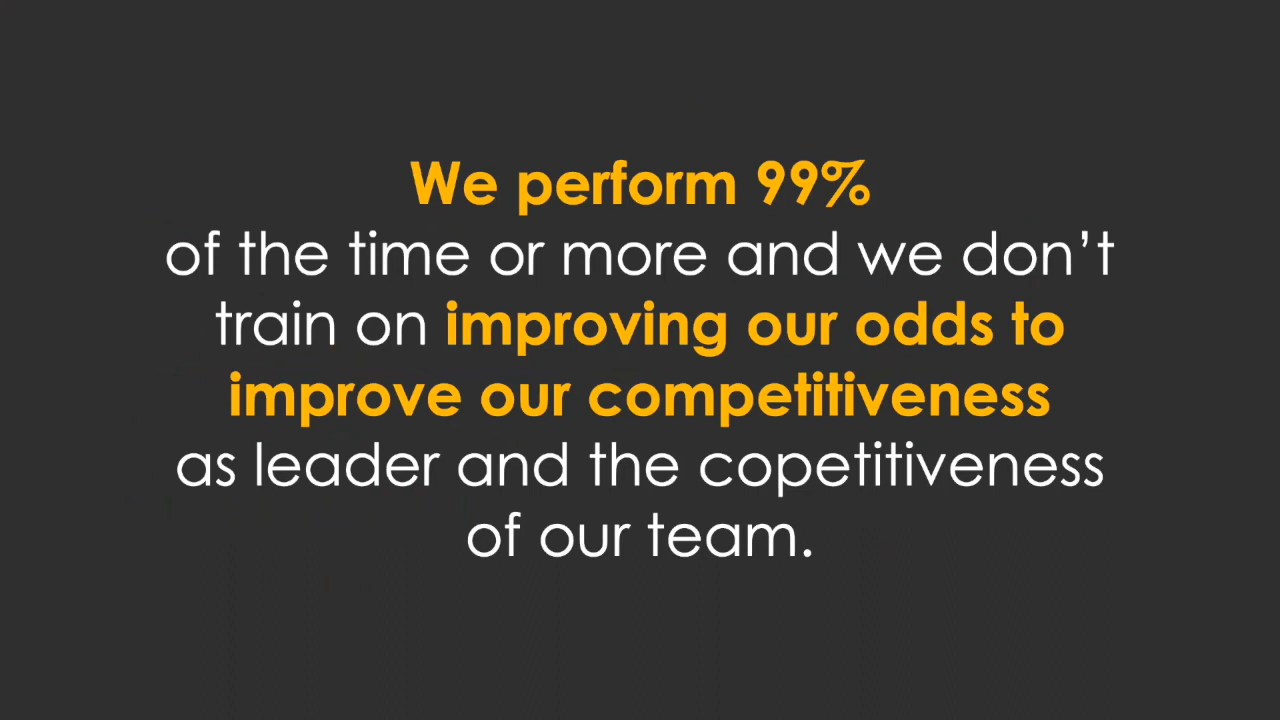 We perform 99%
of the time or more and we don’t
train on improving our odds to
improve our competitiveness
as leader and the copetitiveness
of our team.